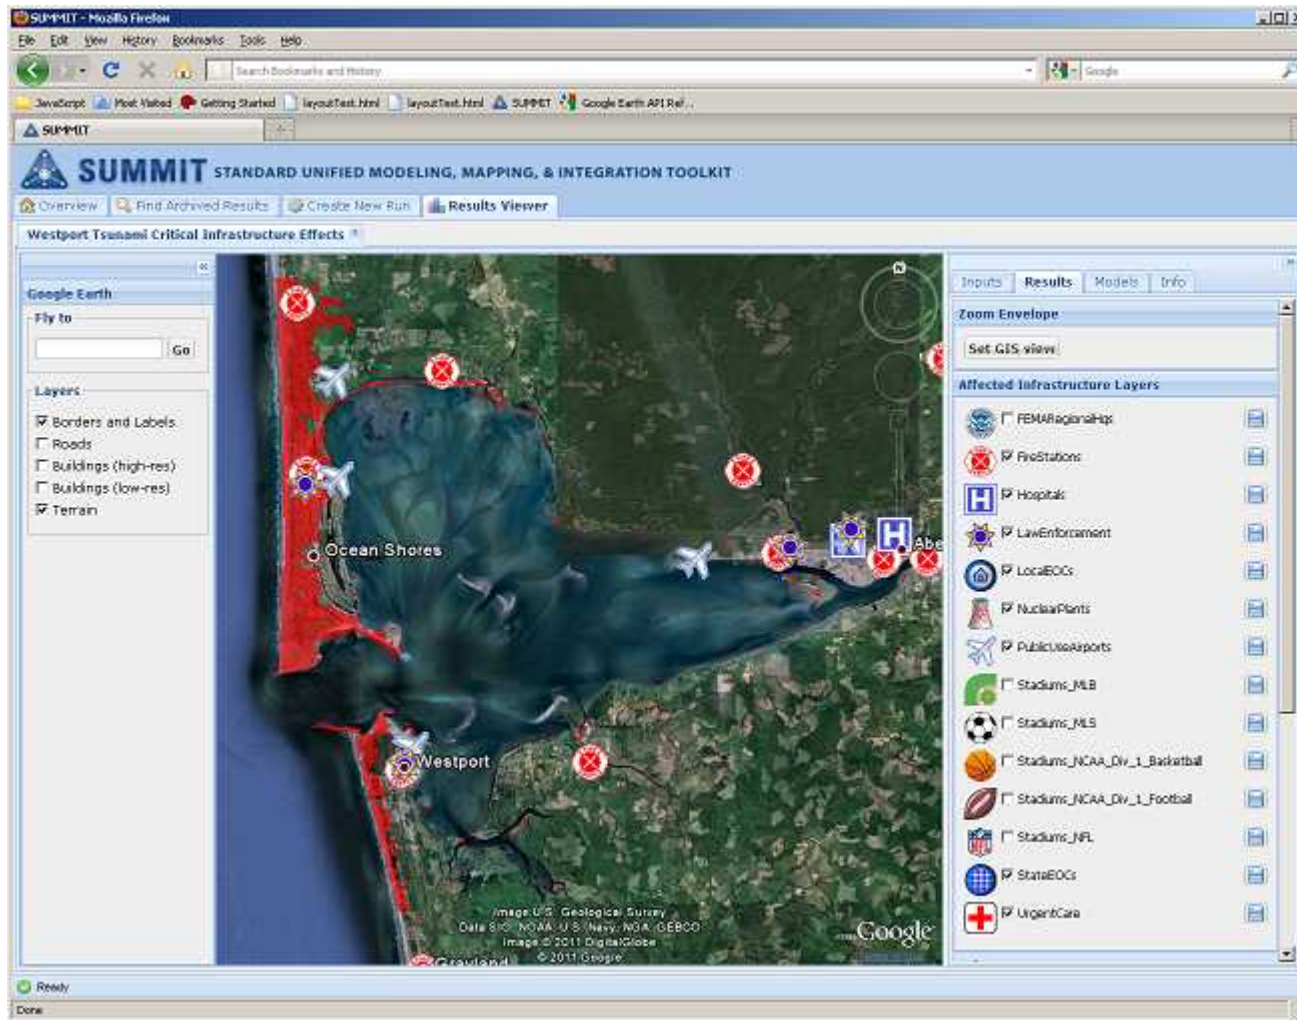 SUMMIT - Mozilla Firefox
File Edit View History Bookmarks Tools Help
Search Bookmarks and History
Google
JavaScript Most Visited Getting Started layoutTest.html layoutTest.html SUMMIT Google Earth API Ref...
SUMMIT
SUMMIT STANDARD UNIFIED MODELING, MAPPING, & INTEGRATION TOOLKIT
Overview Find Archived Results Create New Run Results Viewer
Westport Tsunami Critical Infrastructure Effects
Google Earth
Fly to
Go
Layers
Borders and Labels
Roads
Buildings (high-res)
Buildings (low-res)
Terrain
N
Ocean Shores
H
Abe
Westport
Grayland
Image U.S. Geological Survey
Data SIO, NOAA, U.S. Navy, NGA, GEBCO
Image © 2011 DigitalGlobe
© 2011 Google
Google
Inputs Results Models Info
Zoom Envelope
Set GIS view
Affected Infrastructure Layers
FEMARegionalHqs
FireStations
H Hospitals
LawEnforcement
LocalEOCs
NuclearPlants
PublicUseAirports
Stadiums_MLB
Stadiums_MLS
Stadiums_NCAA_Div_1_Basketball
Stadiums_NCAA_Div_1_Football
NFL Stadiums_NFL
StateEOCs
UrgentCare
Ready
Done